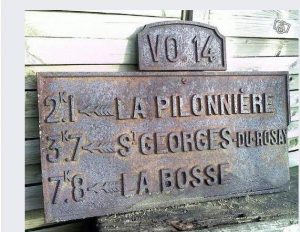 VO. 14
2K1 LA PILONNIÈRE
3K7 ST GEORGES-DU-ROSAY
7K8 LA BOSSE